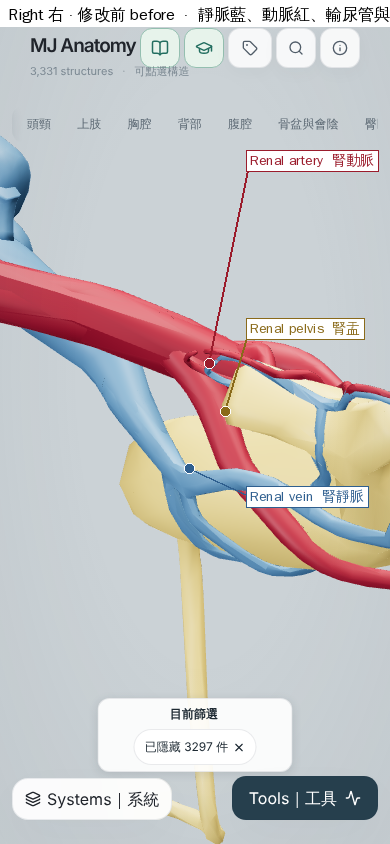 Right 右 · 修改前 before · 靜脈藍、動脈紅、輸尿管與
MJ Anatomy
3,331 structures · 可點選構造
頭頸 上肢 胸腔 背部 腹腔 骨盆與會陰 臀
Renal artery 腎動脈
Renal pelvis 腎盂
Renal vein 腎靜脈
目前篩選
已隱藏 3297 件 ×
Systems｜系統 Tools｜工具